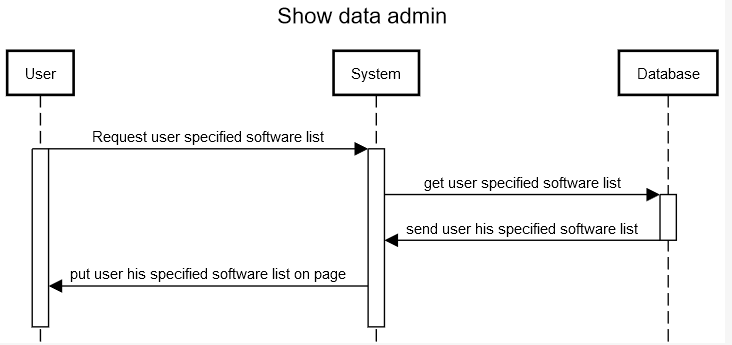 Show data admin
User
System
Database
Request user specified software list
get user specified software list
send user his specified software list
put user his specified software list on page